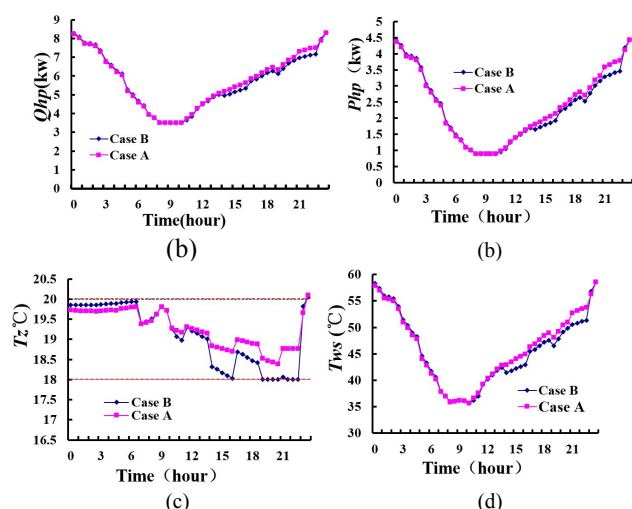 Qhp(kw)
9
8
7
6
5
4
3
2
1
0
Case B
Case A
0 3 6 9 12 15 18 21
Time(hour)
(b)
Php（kw）
5
4.5
4
3.5
3
2.5
2
1.5
1
0.5
0
Case B
Case A
0 3 6 9 12 15 18 21
Time（hour）
(b)
Tz℃
20.5
20
19.5
19
18.5
18
17.5
17
16.5
Case B
Case A
0 3 6 9 12 15 18 21
Time（hour）
(c)
Tws (℃)
60
55
50
45
40
35
30
Case B
Case A
0 3 6 9 12 15 18 21
Time（hour）
(d)